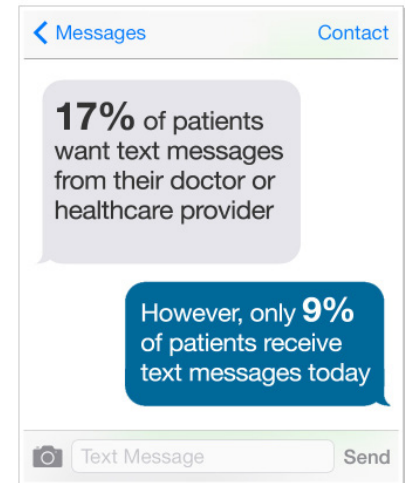 Messages Contact
17% of patients
want text messages
from their doctor or
healthcare provider
However, only 9%
of patients receive
text messages today
Text Message Send